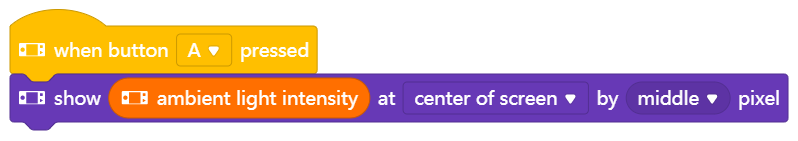 when button A pressed
show ambient light intensity at center of screen by middle pixel